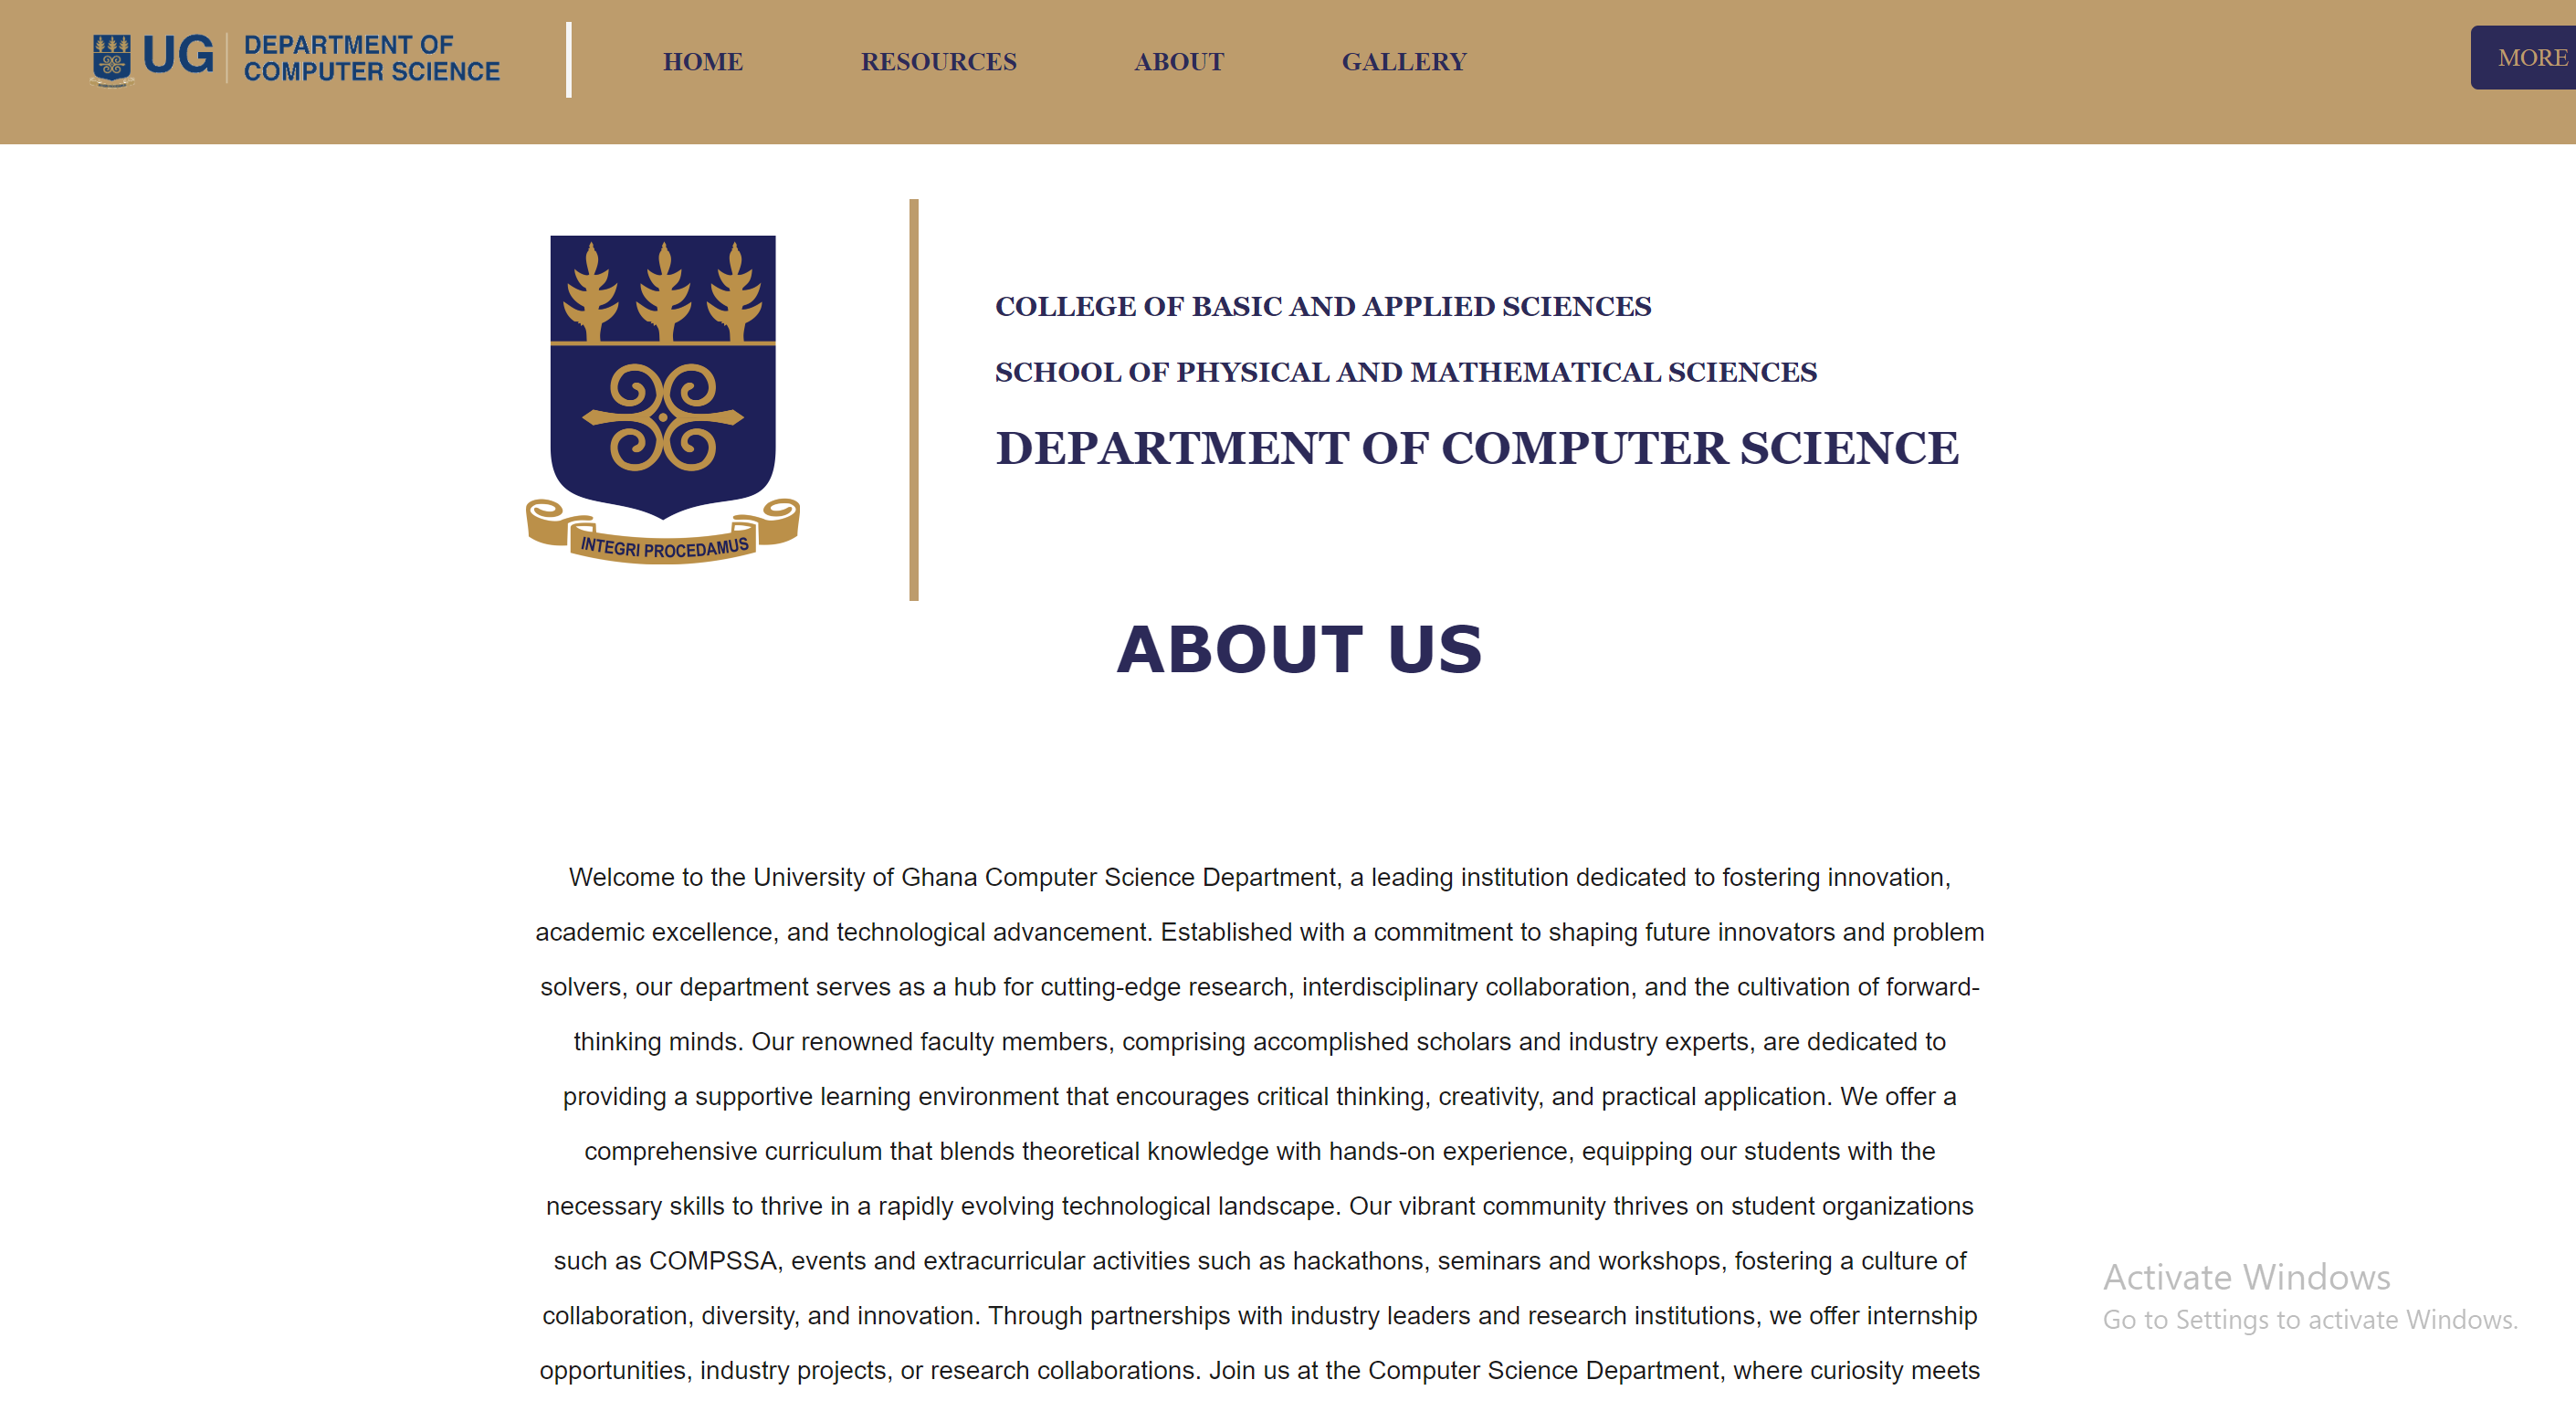 UG
DEPARTMENT OF
COMPUTER SCIENCE
HOME RESOURCES ABOUT GALLERY MORE
COLLEGE OF BASIC AND APPLIED SCIENCES
SCHOOL OF PHYSICAL AND MATHEMATICAL SCIENCES
DEPARTMENT OF COMPUTER SCIENCE
INTEGRI PROCEDAMUS
ABOUT US
Welcome to the University of Ghana Computer Science Department, a leading institution dedicated to fostering innovation,
academic excellence, and technological advancement. Established with a commitment to shaping future innovators and problem
solvers, our department serves as a hub for cutting-edge research, interdisciplinary collaboration, and the cultivation of forward-
thinking minds. Our renowned faculty members, comprising accomplished scholars and industry experts, are dedicated to
providing a supportive learning environment that encourages critical thinking, creativity, and practical application. We offer a
comprehensive curriculum that blends theoretical knowledge with hands-on experience, equipping our students with the
necessary skills to thrive in a rapidly evolving technological landscape. Our vibrant community thrives on student organizations
such as COMPSSA, events and extracurricular activities such as hackathons, seminars and workshops, fostering a culture of
collaboration, diversity, and innovation. Through partnerships with industry leaders and research institutions, we offer internship
opportunities, industry projects, or research collaborations. Join us at the Computer Science Department, where curiosity meets
Activate Windows
Go to Settings to activate Windows.